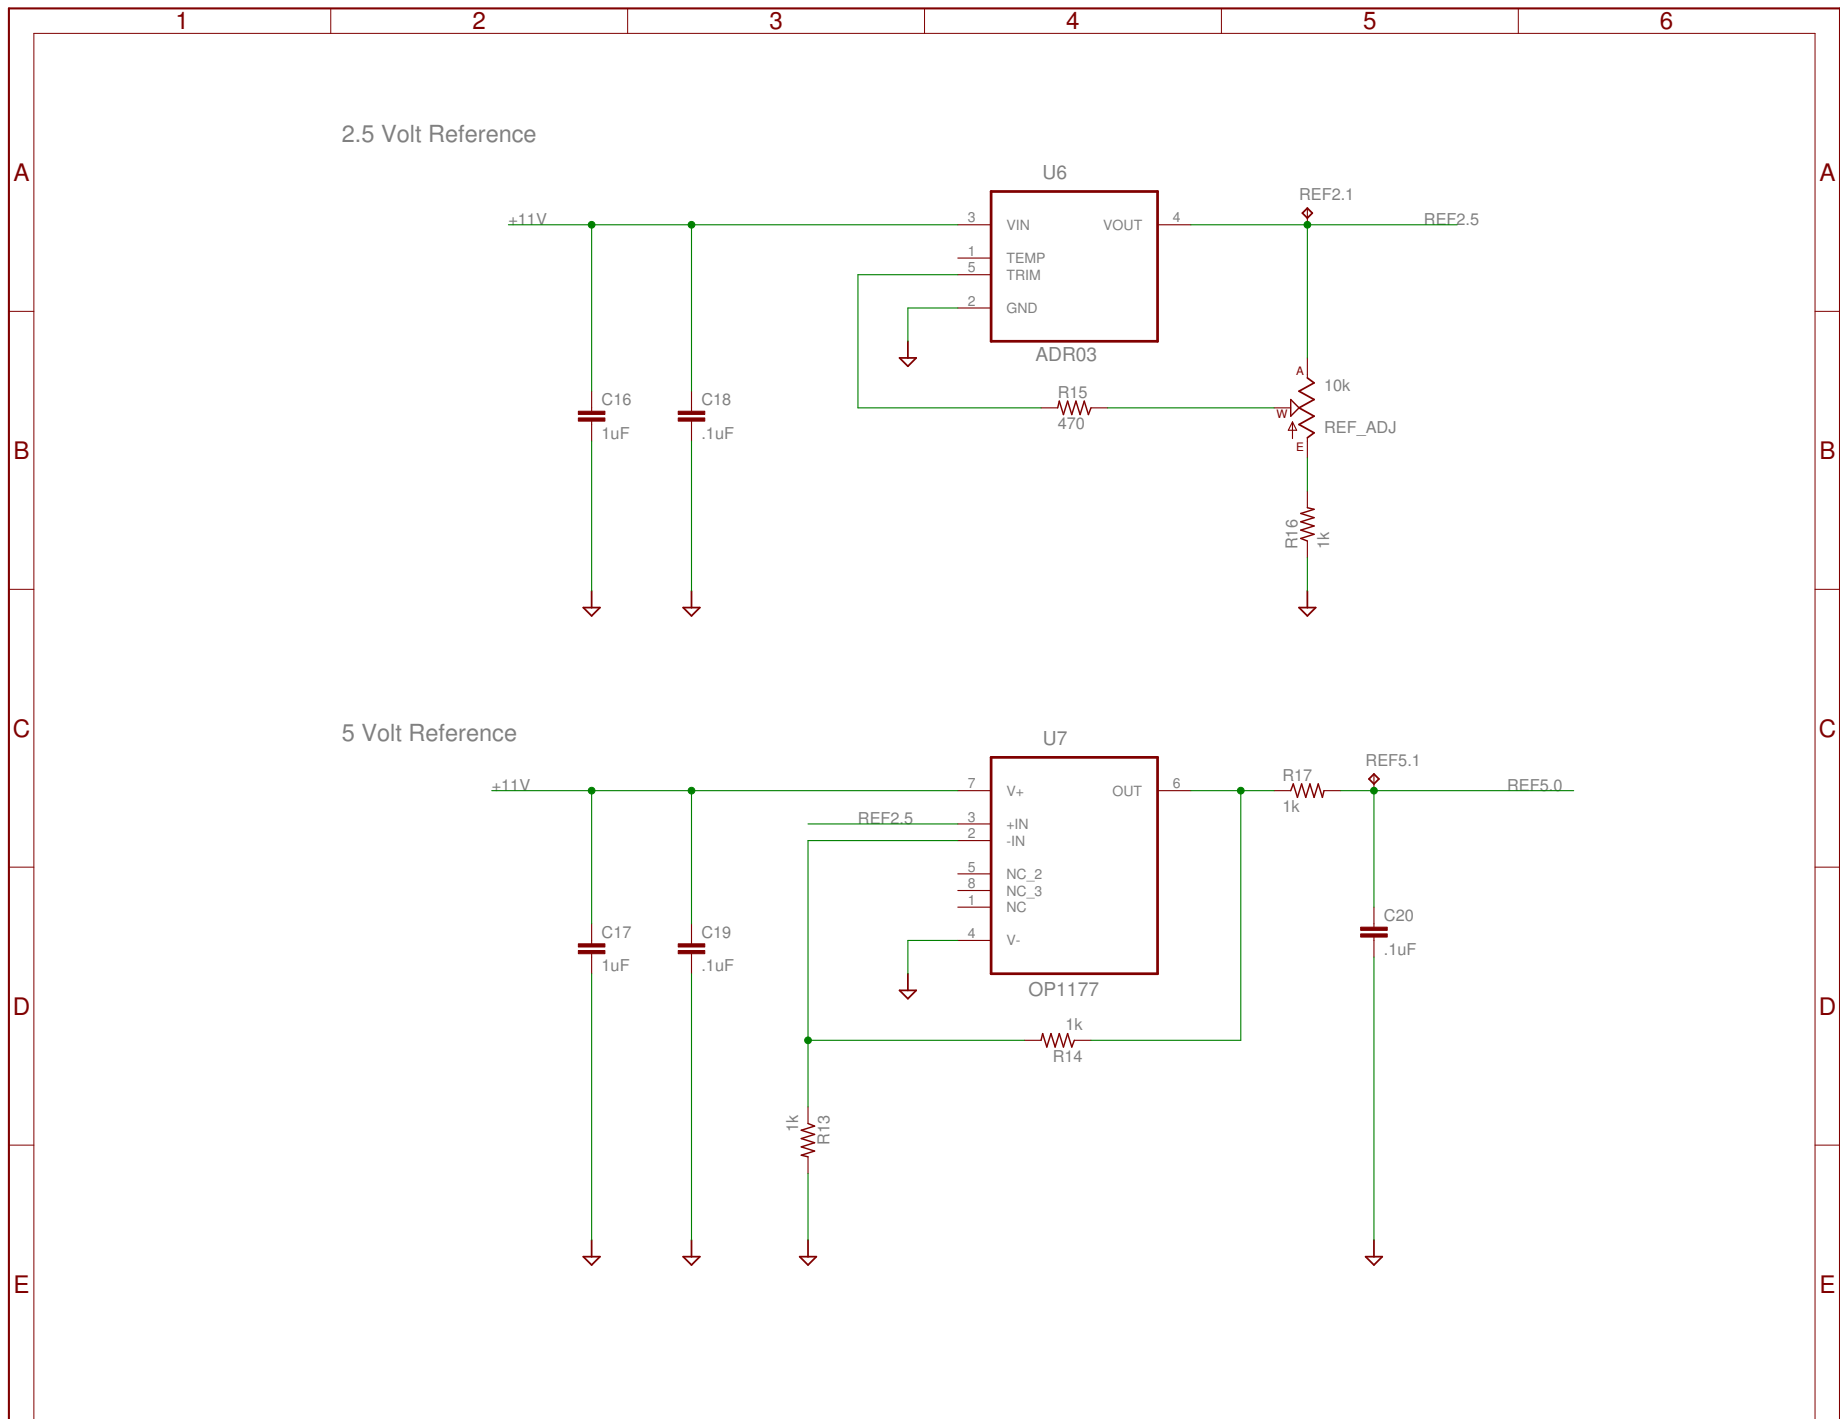 1 2 3 4 5 6
2.5 Volt Reference
A A
U6
REF2.1
+11V 3 VIN VOUT 4 REF2.5
1 TEMP
5 TRIM
2 GND
ADR03
A
10k
R15
470
W
REF_ADJ
E
C16
1uF
C18
.1uF
B B
R16
1k
5 Volt Reference
C C
U7
REF5.1
+11V 7 V+ OUT 6 R17 REF5.0
1k
REF2.5 3 +IN
2 -IN
5 NC_2
8 NC_3
1 NC
4 V-
OP1177
C17
1uF
C19
.1uF
C20
.1uF
D D
1k
R14
1k
R13
E E